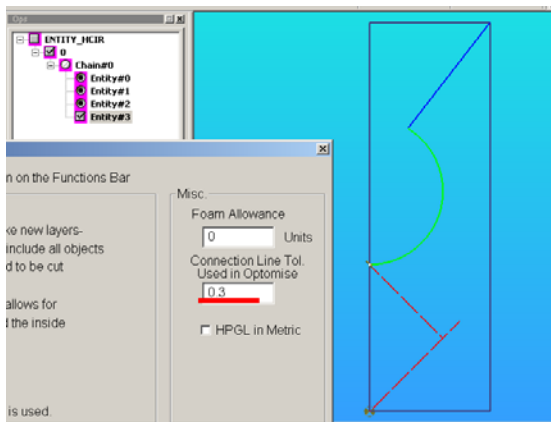 Opt
ENTITY_HCIR
0
Chain#0
Entity#0
Entity#1
Entity#2
Entity#3
n on the Functions Bar
Misc.
Foam Allowance
0 Units
ke new layers-
include all objects
d to be cut
Connection Line Tol.
Used in Optomise
0.3
allows for
d the inside
HPGL in Metric
is used.